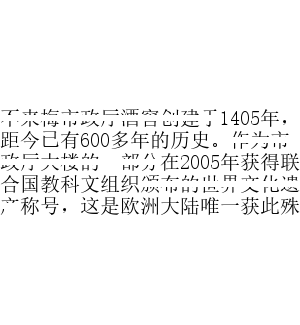 不来梅市政厅酒窖创建于1405年，
距今已有600多年的历史。作为市
政厅大楼的一部分在2005年获得联
合国教科文组织颁布的世界文化遗
产称号，这是欧洲大陆唯一获此殊